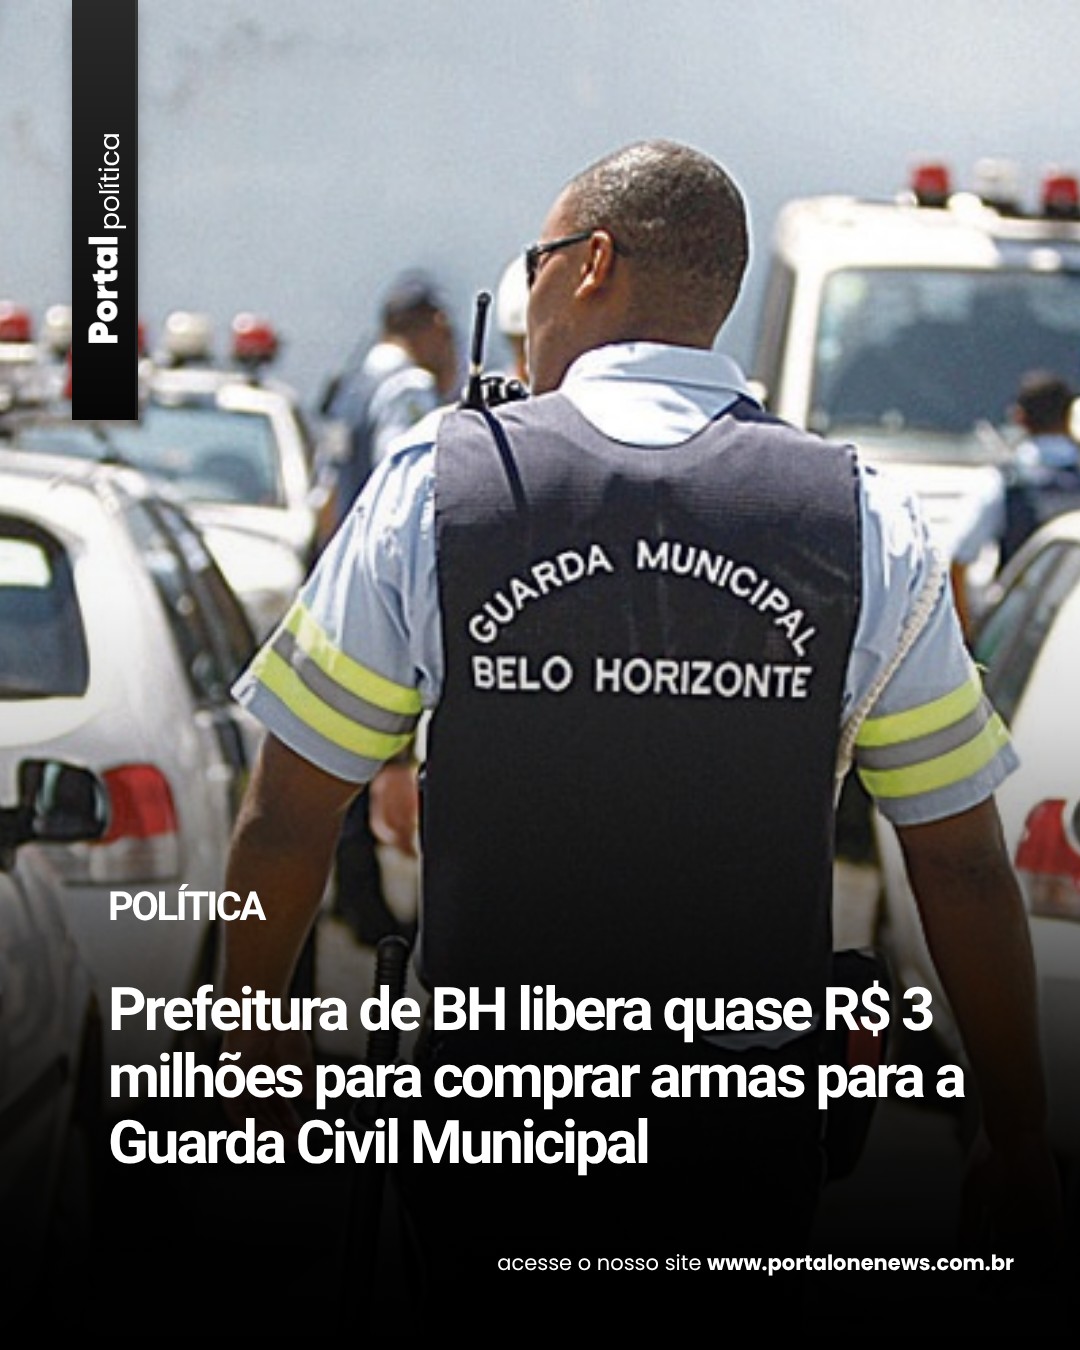 Portal política
GUARDA MUNICIPAL
BELO HORIZONTE
POLÍTICA
Prefeitura de BH libera quase R$ 3
milhões para comprar armas para a
Guarda Civil Municipal
acesse o nosso site www.portalonenews.com.br